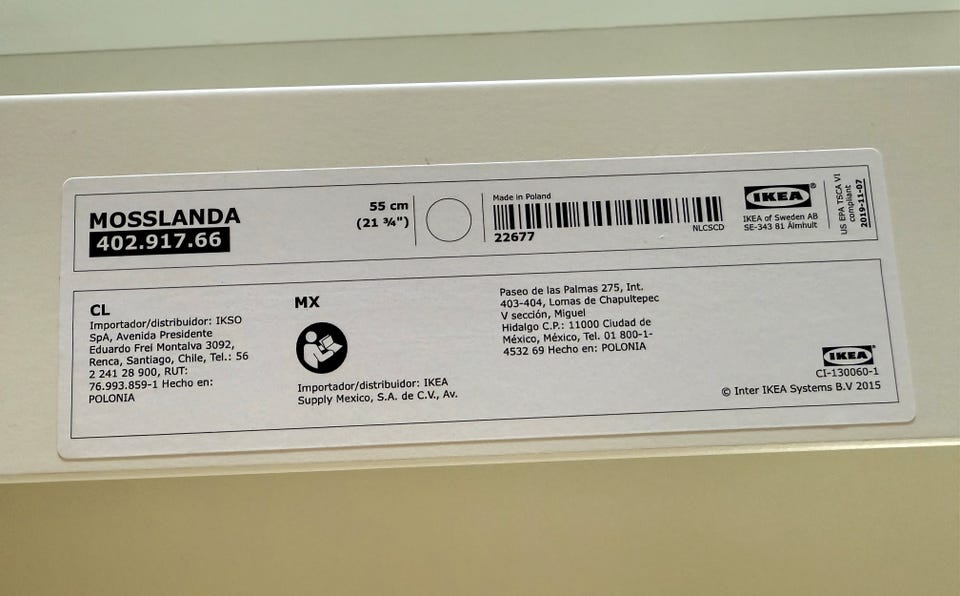 MOSSLANDA
402.917.66
55 cm
(21 ¾")
Made in Poland
22677
NLCSCD
IKEA®
IKEA of Sweden AB
SE-343 81 Älmhult
US EPA TSCA VI
compliant
2019-11-07
CL
Importador/distribuidor: IKSO
SpA, Avenida Presidente
Eduardo Frei Montalva 3092,
Renca, Santiago, Chile, Tel.: 56
2 241 28 900, RUT:
76.993.859-1 Hecho en:
POLONIA
MX
Importador/distribuidor: IKEA
Supply Mexico, S.A. de C.V., Av.
Paseo de las Palmas 275, Int.
403-404, Lomas de Chapultepec
V sección, Miguel
Hidalgo C.P.: 11000 Ciudad de
México, México, Tel. 01 800-1-
4532 69 Hecho en: POLONIA
IKEA®
CI-130060-1
© Inter IKEA Systems B.V 2015